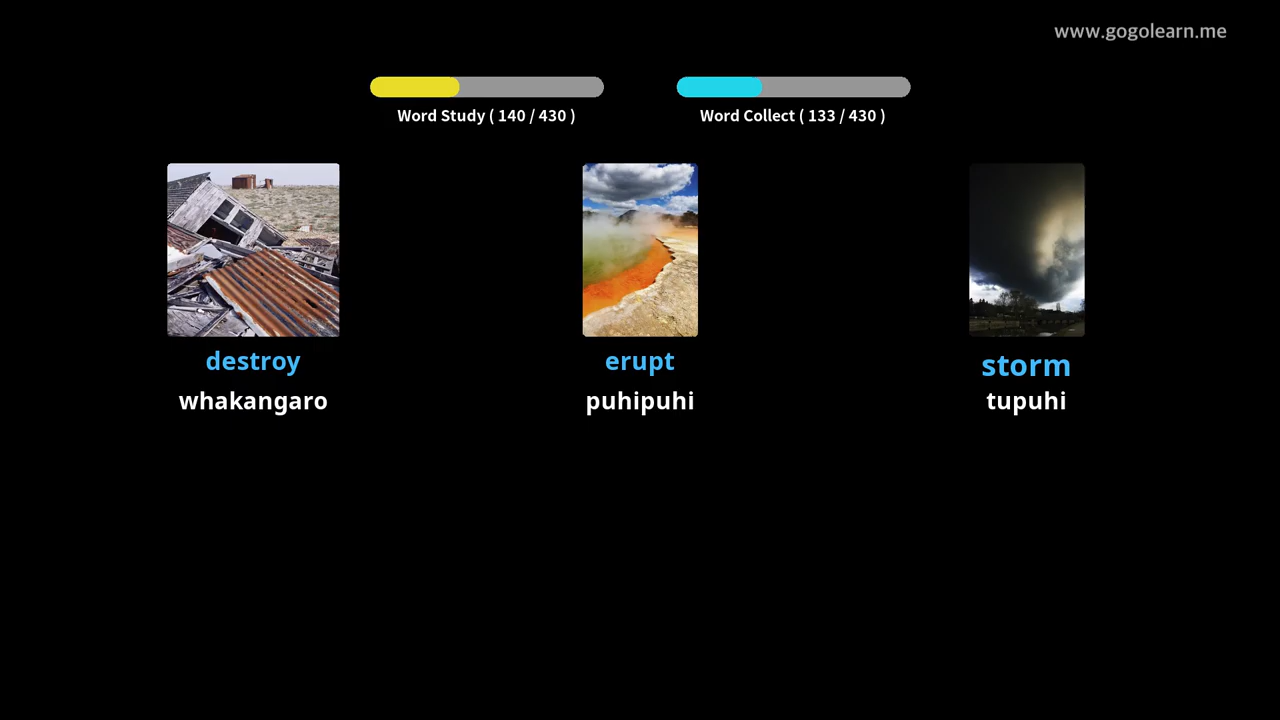 www.gogolearn.me
Word Study ( 140 / 430 )
Word Collect ( 133 / 430 )
destroy
whakangaro
erupt
puhipuhi
storm
tupuhi